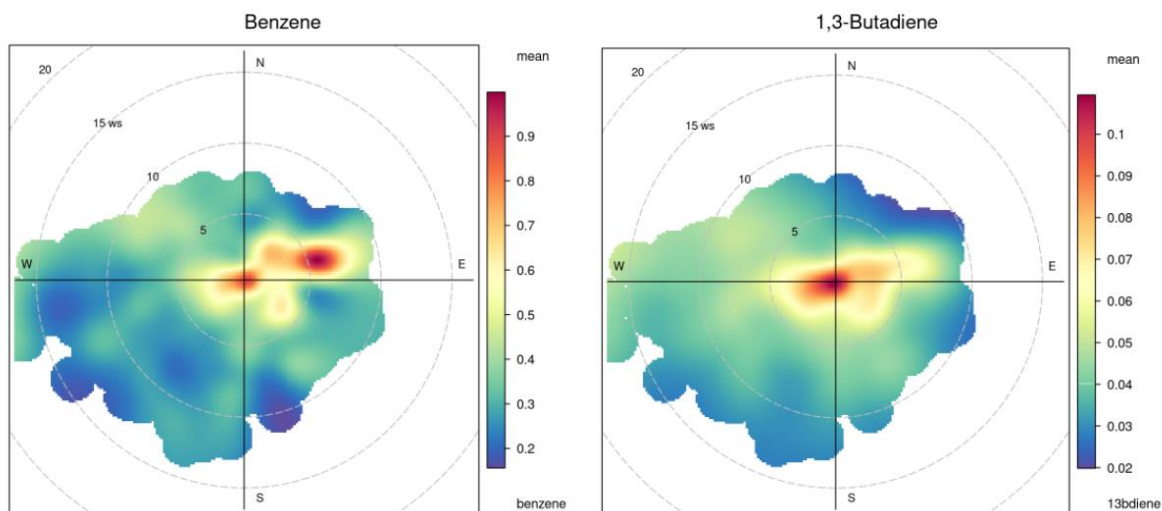 Benzene
mean
20
N
15 ws
0.9
10
0.8
0.7
5
W
E
0.6
0.5
0.4
0.3
0.2
S
benzene
1,3-Butadiene
mean
20
N
15 ws
0.1
10
0.09
0.08
5
W
E
0.07
0.06
0.05
0.04
0.03
0.02
S
13bdiene